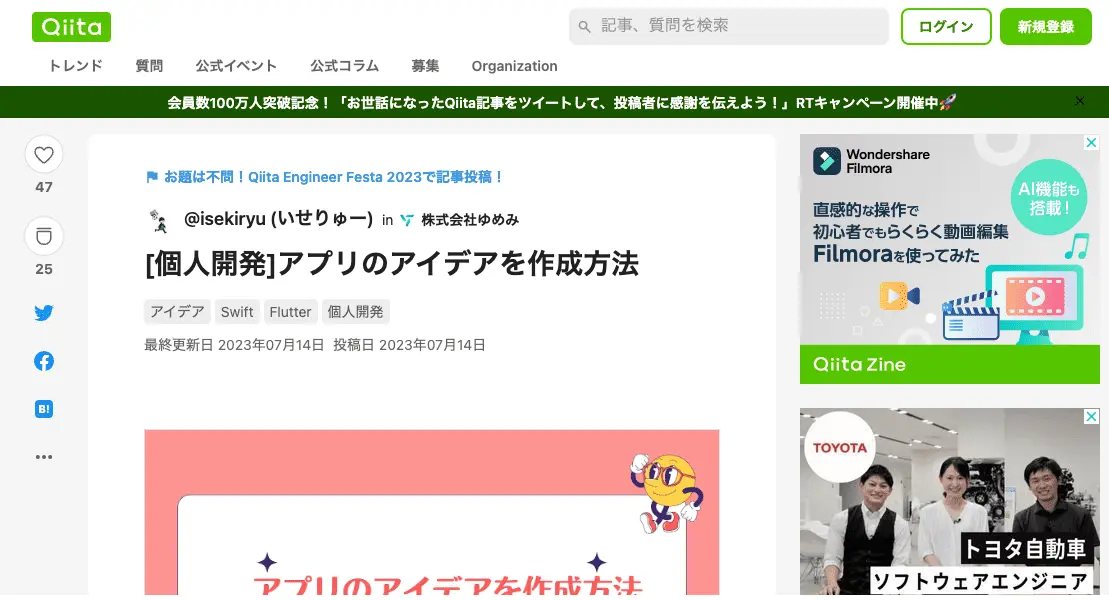 Qiita
記事、質問を検索
ログイン
新規登録
トレンド 質問 公式イベント 公式コラム 募集 Organization
会員数100万人突破記念！「お世話になったQiita記事をツイートして、投稿者に感謝を伝えよう！」RTキャンペーン開催中🚀
47
25
B!
お題は不問！Qiita Engineer Festa 2023で記事投稿！
@isekiryu (いせりゅー) in 株式会社ゆめみ
[個人開発]アプリのアイデアを作成方法
アイデア Swift Flutter 個人開発
最終更新日 2023年07月14日 投稿日 2023年07月14日
アプリのアイデアを作成方法
Wondershare
Filmora
AI機能も
搭載！
直感的な操作で
初心者でもらくらく動画編集
Filmoraを使ってみた
Qiita Zine
TOYOTA
トヨタ自動車
ソフトウェアエンジニア